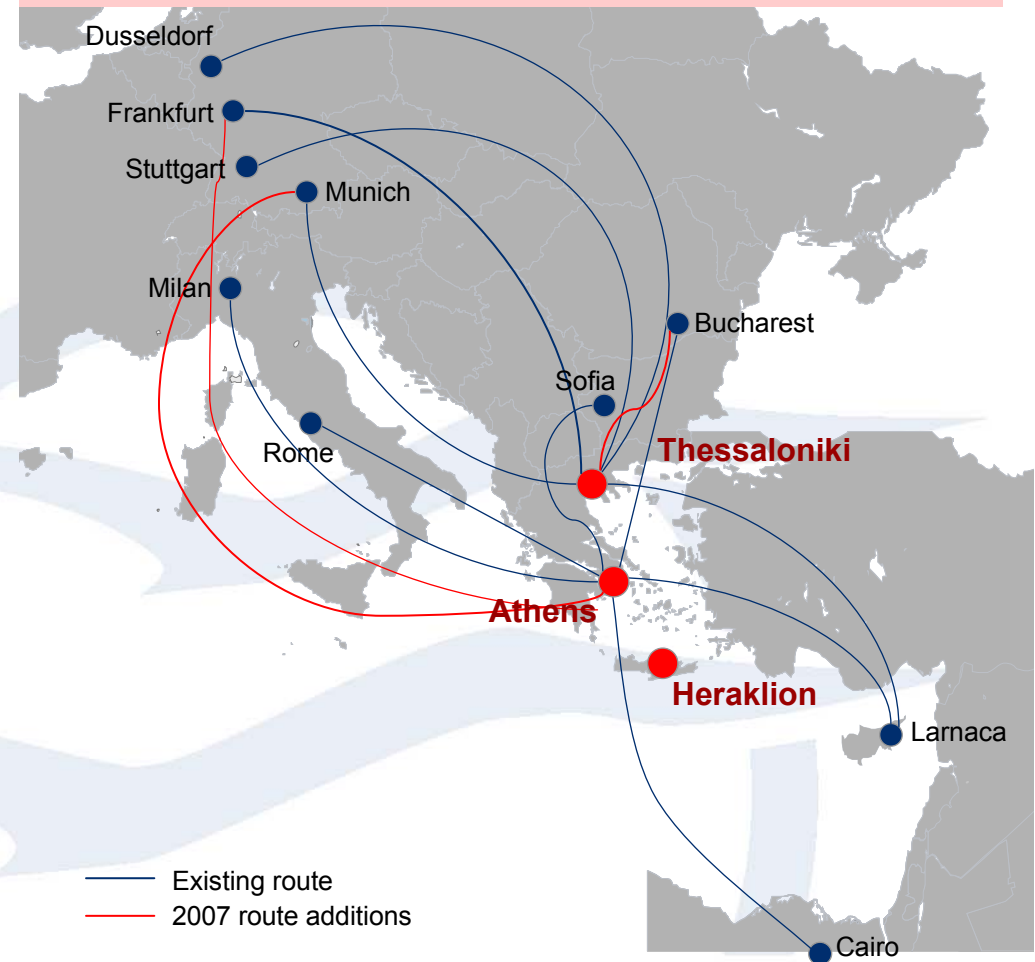 Dusseldorf
Frankfurt
Stuttgart
Munich
Milan
Bucharest
Sofia
Rome
Thessaloniki
Athens
Heraklion
Larnaca
Existing route
2007 route additions
Cairo